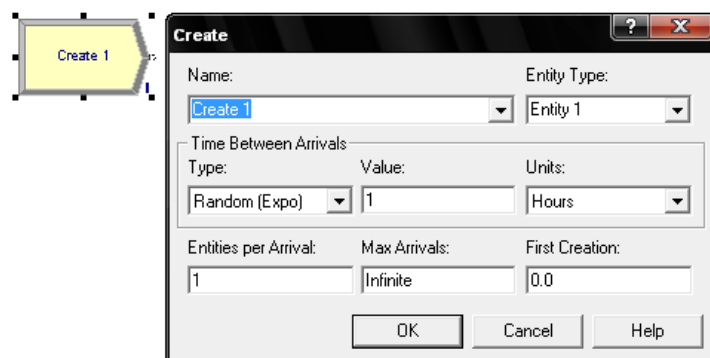 Create 1
Create
?
X
Name:
Entity Type:
Create 1
Entity 1
Time Between Arrivals
Type:
Value:
Units:
Random (Expo)
1
Hours
Entities per Arrival:
Max Arrivals:
First Creation:
1
Infinite
0.0
OK
Cancel
Help